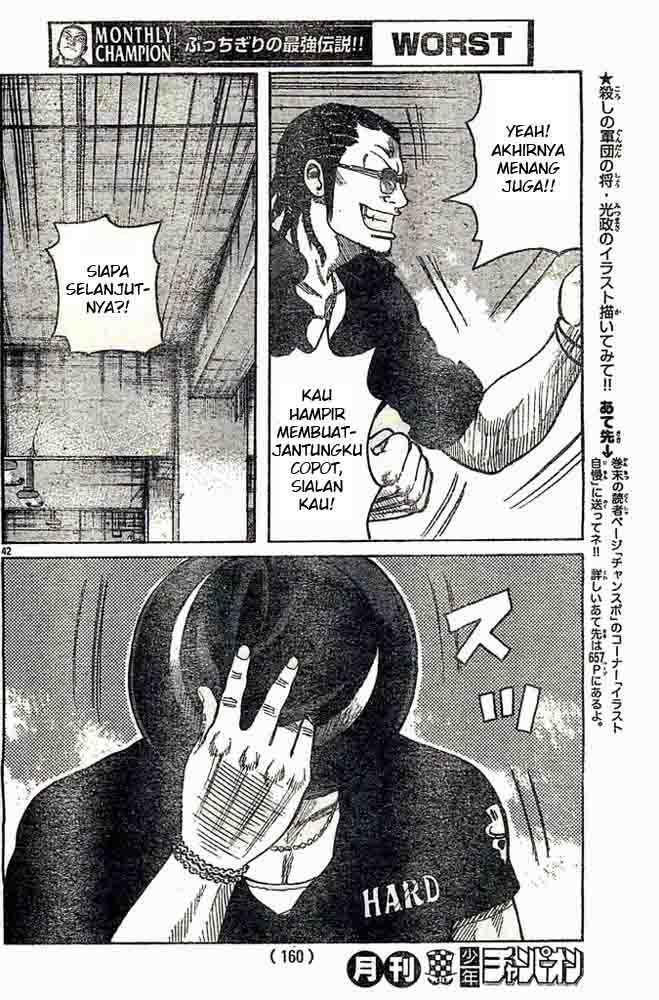 MONTHLY
CHAMPION
ぶっちぎりの最強伝説!!
WORST
YEAH!
AKHIRNYA
MENANG
JUGA!!
KAU
HAMPIR
MEMBUAT-
JANTUNGKU
COPOT,
SIALAN
KAU!
SIAPA
SELANJUT-
NYA?!
★殺しの軍団の将・光政のイラスト描いてみて!!
あて先↓
巻末の読者ページ「チャンスポ」のコーナー「イラスト
自慢」に送ってネ!! 詳しいあて先は657Pにあるよ。
42
スッ
HARD
(160)
月刊
少年
チャンピオン